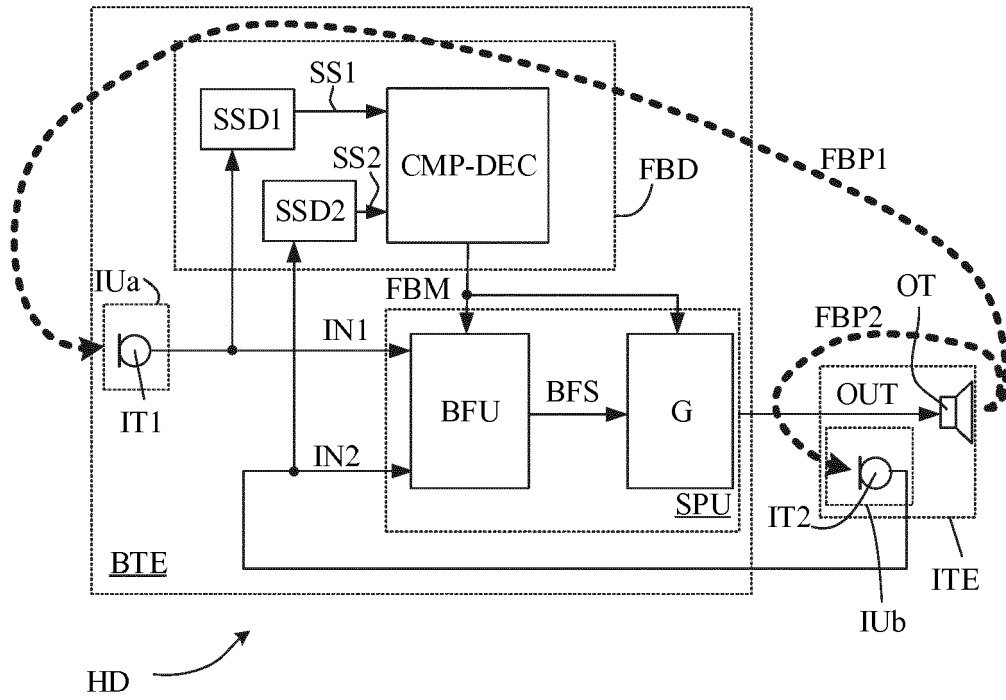 SS1
SSD1
SS2
CMP-DEC
FBD
FBP1
SSD2
IUa
FBM
OT
FBP2
IN1
BFU
BFS
G
OUT
IT1
IN2
SPU
IT2
BTE
ITE
IUb
HD